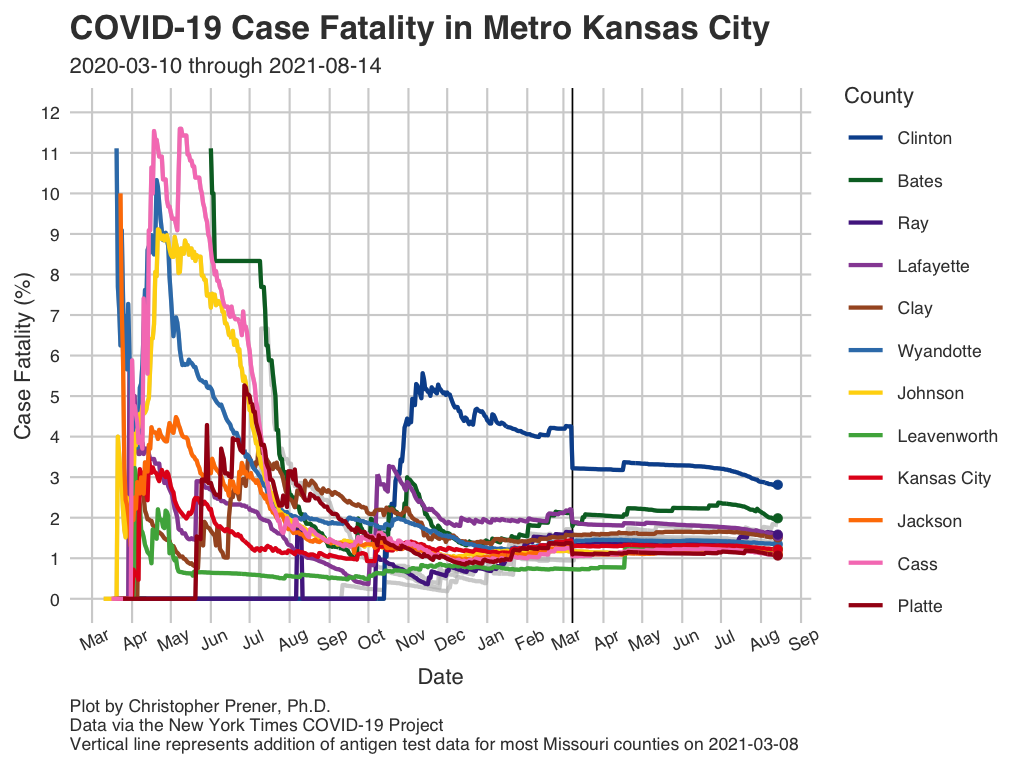 COVID-19 Case Fatality in Metro Kansas City
2020-03-10 through 2021-08-14
Case Fatality (%)
12
11
10
9
8
7
6
5
4
3
2
1
0
Mar Apr May Jun Jul Aug Sep Oct Nov Dec Jan Feb Mar Apr May Jun Jul Aug Sep
Date
County
Clinton
Bates
Ray
Lafayette
Clay
Wyandotte
Johnson
Leavenworth
Kansas City
Jackson
Cass
Platte
Plot by Christopher Prener, Ph.D.
Data via the New York Times COVID-19 Project
Vertical line represents addition of antigen test data for most Missouri counties on 2021-03-08